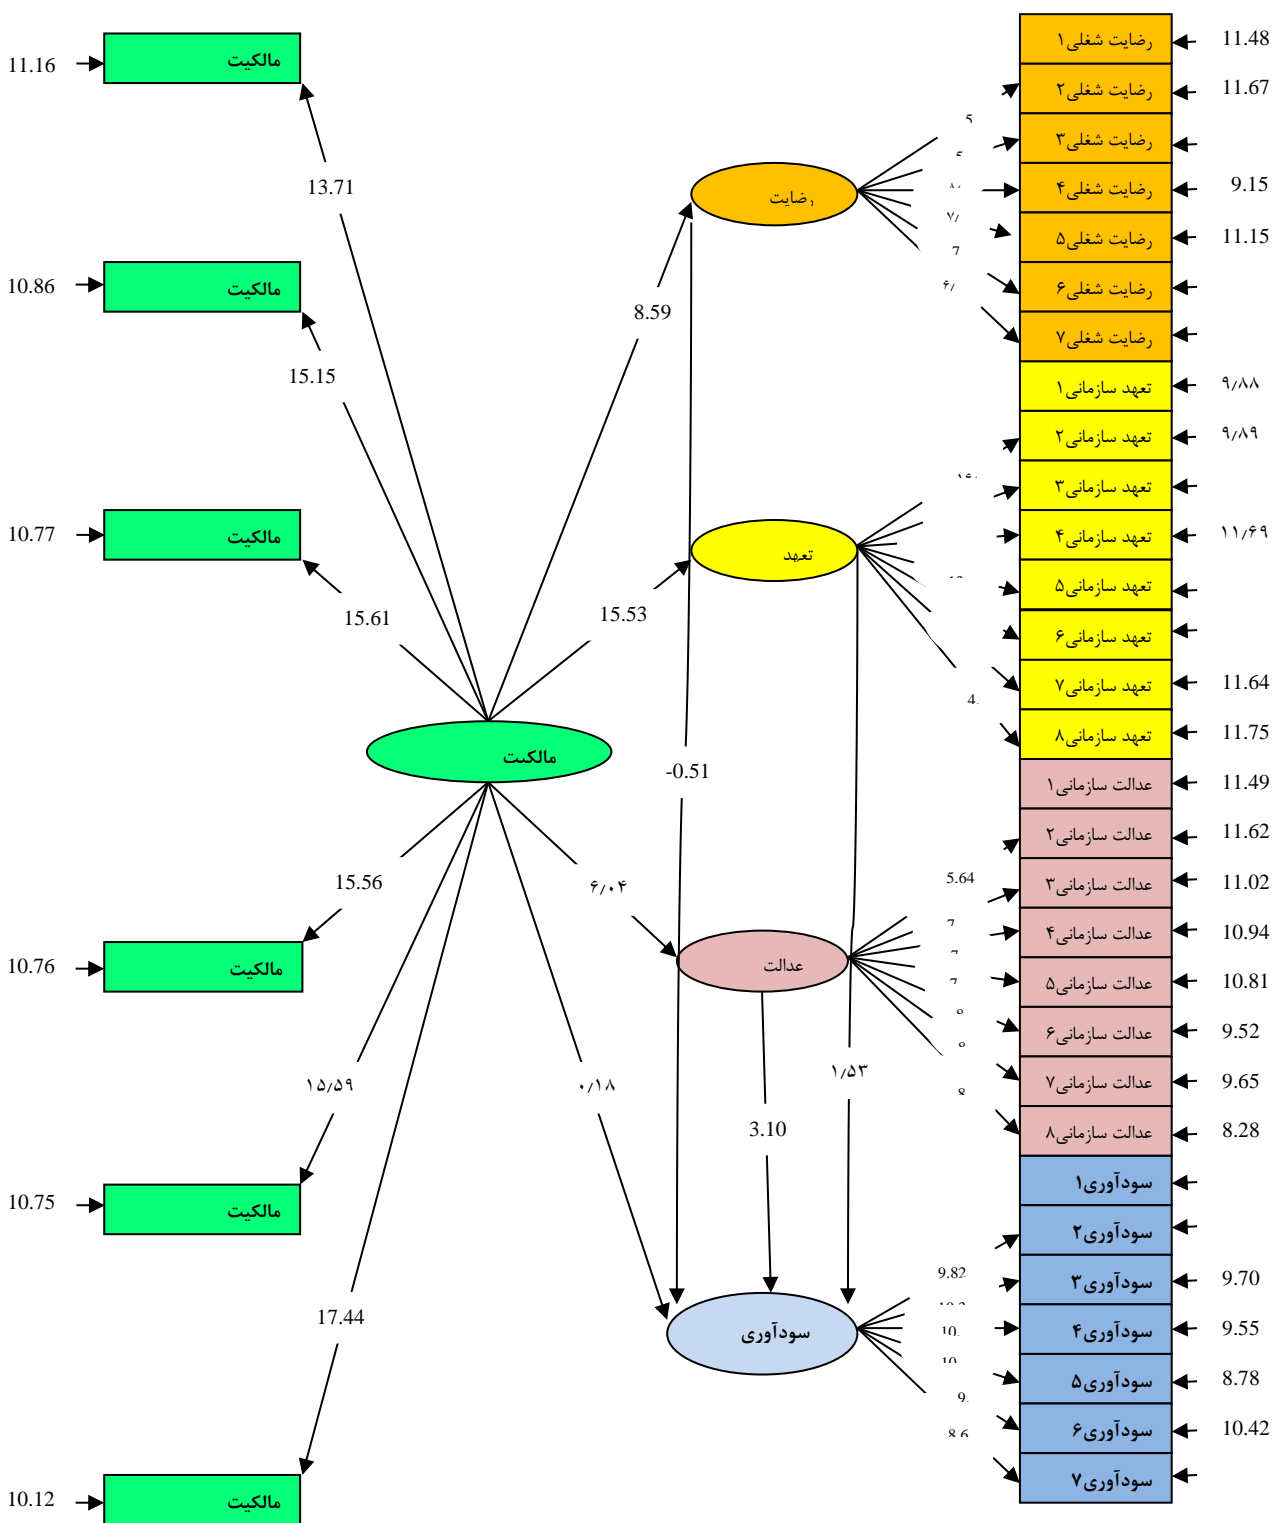 11.16
مالکیت
10.86
مالکیت
10.77
مالکیت
10.76
مالکیت
10.75
مالکیت
10.12
مالکیت
13.71
15.15
15.61
15.56
۱۵٫۵۹
17.44
مالکیت
8.59
15.53
۶٫۰۴
۰٫۱۸
-0.51
3.10
۱٫۵۳
رضایت
تعهد
عدالت
سودآوری
5.64
9.82
رضایت شغلی۱
11.48
رضایت شغلی۲
11.67
رضایت شغلی۳
رضایت شغلی۴
9.15
رضایت شغلی۵
11.15
رضایت شغلی۶
رضایت شغلی۷
تعهد سازمانی۱
۹٫۸۸
تعهد سازمانی۲
۹٫۸۹
تعهد سازمانی۳
تعهد سازمانی۴
۱۱٫۶۹
تعهد سازمانی۵
تعهد سازمانی۶
تعهد سازمانی۷
11.64
تعهد سازمانی۸
11.75
عدالت سازمانی۱
11.49
عدالت سازمانی۲
11.62
عدالت سازمانی۳
11.02
عدالت سازمانی۴
10.94
عدالت سازمانی۵
10.81
عدالت سازمانی۶
9.52
عدالت سازمانی۷
9.65
عدالت سازمانی۸
8.28
سودآوری۱
سودآوری۲
سودآوری۳
9.70
سودآوری۴
9.55
سودآوری۵
8.78
سودآوری۶
10.42
سودآوری۷